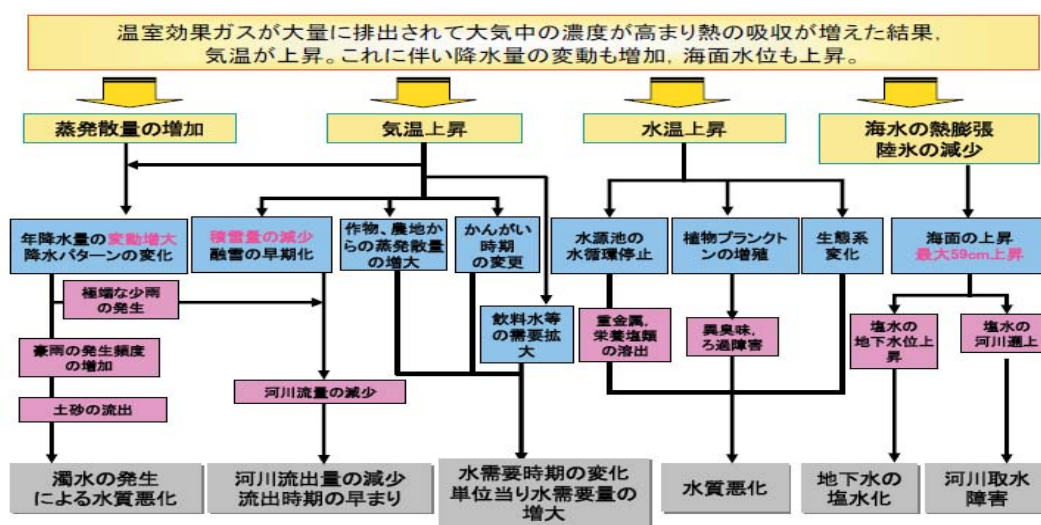 温室効果ガスが大量に排出されて大気中の濃度が高まり熱の吸収が増えた結果，
気温が上昇。これに伴い降水量の変動も増加，海面水位も上昇。
蒸発散量の増加
気温上昇
水温上昇
海水の熱膨張
陸氷の減少
年降水量の変動増大
降水パターンの変化
積雪量の減少
融雪の早期化
作物、農地か
らの蒸発散量
の増大
かんがい
時期
の変更
水源池の
水循環停止
植物プランクト
ンの増殖
生態系
変化
海面の上昇
最大59cm上昇
極端な少雨
の発生
飲料水等
の需要拡
大
重金属，
栄養塩類
の溶出
異臭味，
ろ過障害
塩水の
地下水位上
昇
塩水の
河川遡上
豪雨の発生頻度
の増加
河川流量の減少
土砂の流出
濁水の発生
による水質悪化
河川流出量の減少
流出時期の早まり
水需要時期の変化
単位当り水需要量の
増大
水質悪化
地下水の
塩水化
河川取水
障害